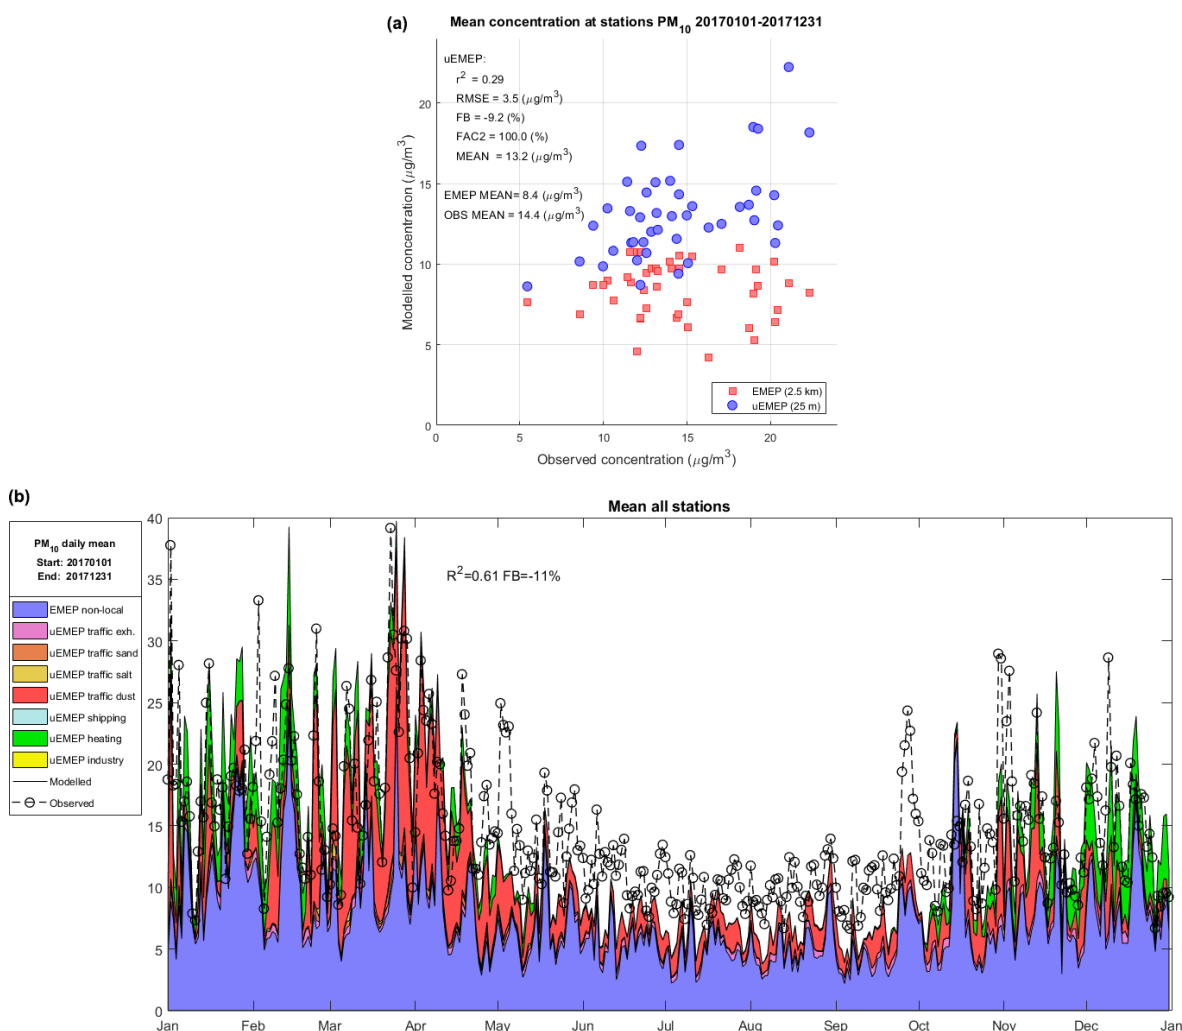 (a)
Mean concentration at stations PM10 20170101-20171231
uEMEP:
r2 = 0.29
RMSE = 3.5 (μg/m3)
FB = -9.2 (%)
FAC2 = 100.0 (%)
MEAN = 13.2 (μg/m3)
EMEP MEAN= 8.4 (μg/m3)
OBS MEAN = 14.4 (μg/m3)
Modelled concentration (μg/m3)
20
15
10
5
0
EMEP (2.5 km)
uEMEP (25 m)
0 5 10 15 20
Observed concentration (μg/m3)
(b)
Mean all stations
PM10 daily mean
Start: 20170101
End: 20171231
EMEP non-local
uEMEP traffic exh.
uEMEP traffic sand
uEMEP traffic salt
uEMEP traffic dust
uEMEP shipping
uEMEP heating
uEMEP industry
Modelled
Observed
40
35
30
25
20
15
10
5
0
R2=0.61 FB=-11%
Jan Feb Mar Apr May Jun Jul Aug Sep Oct Nov Dec Jan